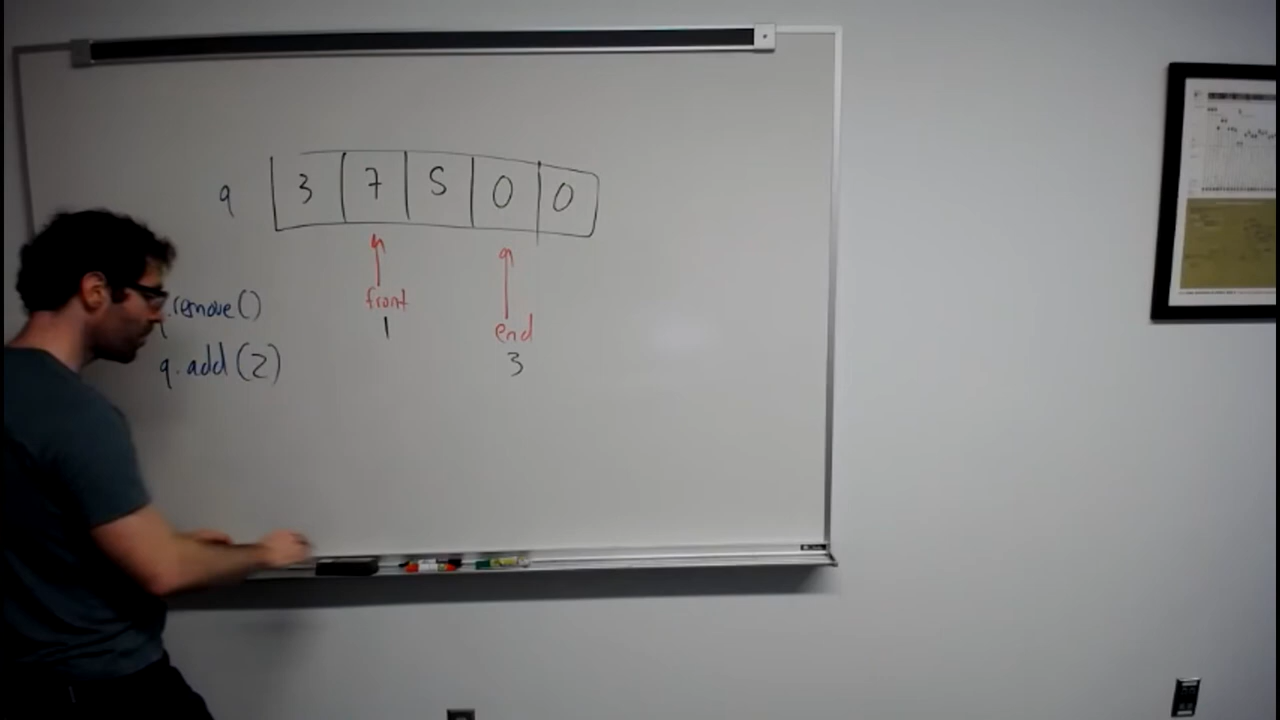 q 3 7 5 0 0
.remove() front
1 end
q.add(2) 3